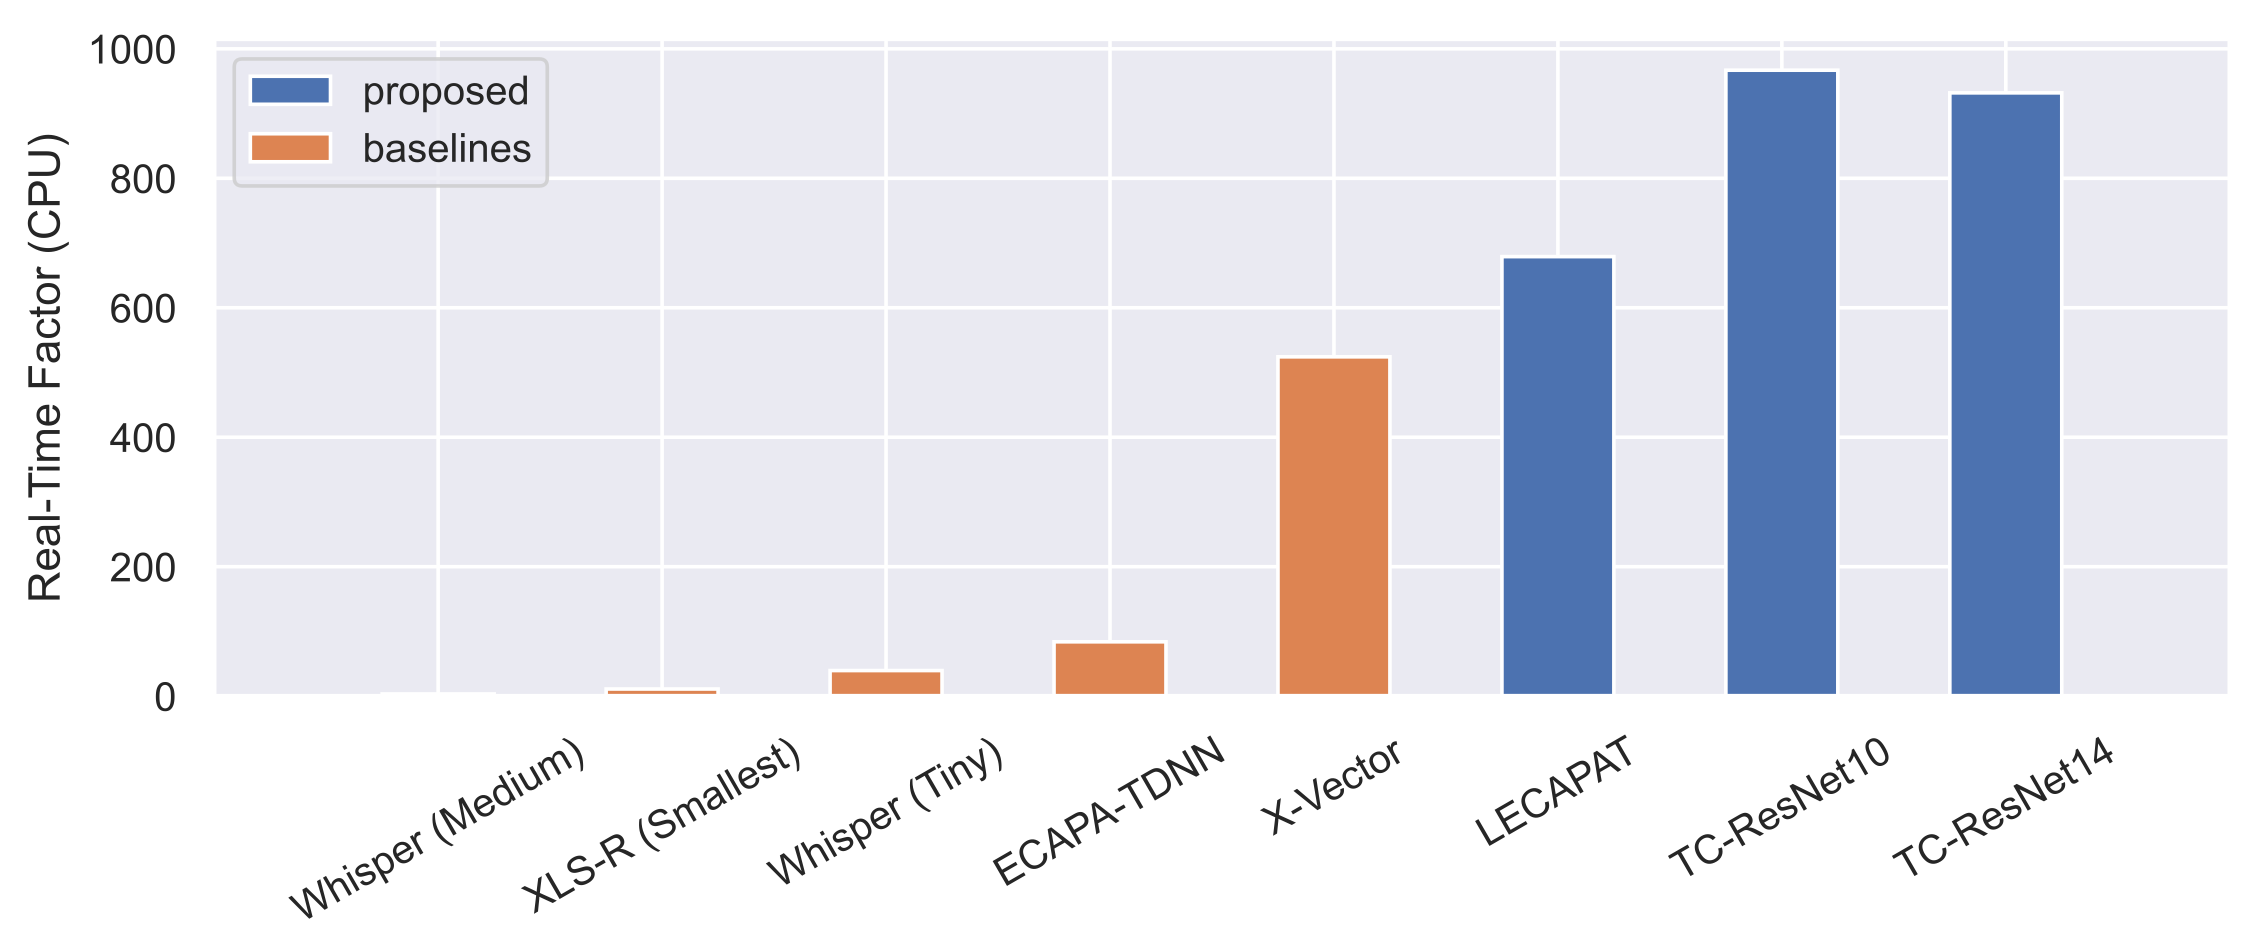 1000
800
600
400
200
0
Real-Time Factor (CPU)
proposed
baselines
Whisper (Medium)
XLS-R (Smallest)
Whisper (Tiny)
ECAPA-TDNN
X-Vector
LECAPAT
TC-ResNet10
TC-ResNet14